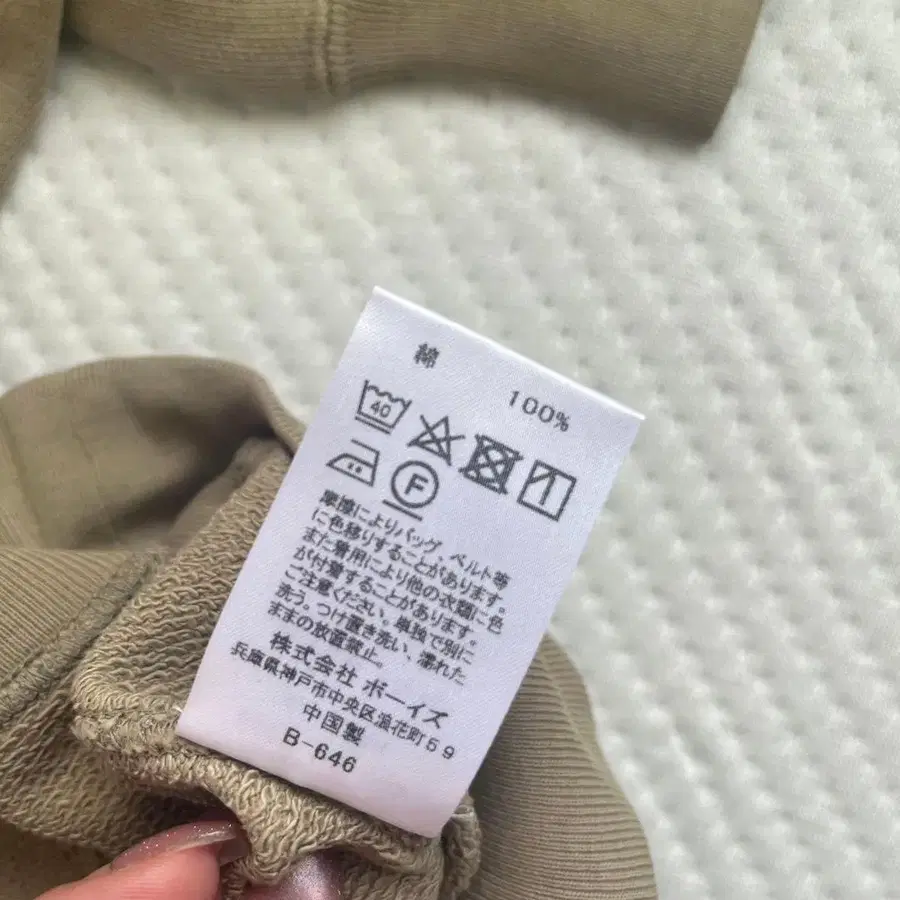 綿 100%
40
F
摩擦によりバッグ、ベルト等
に色移りすることがあります。
また着用により他の衣類に色
が付着することがあります。
ご注意ください。単独で別に
洗う。つけ置き洗い、濡れた
ままの放置禁止。
株式会社 ボーイズ
兵庫県神戸市中央区浪花町59
中国製
B-646